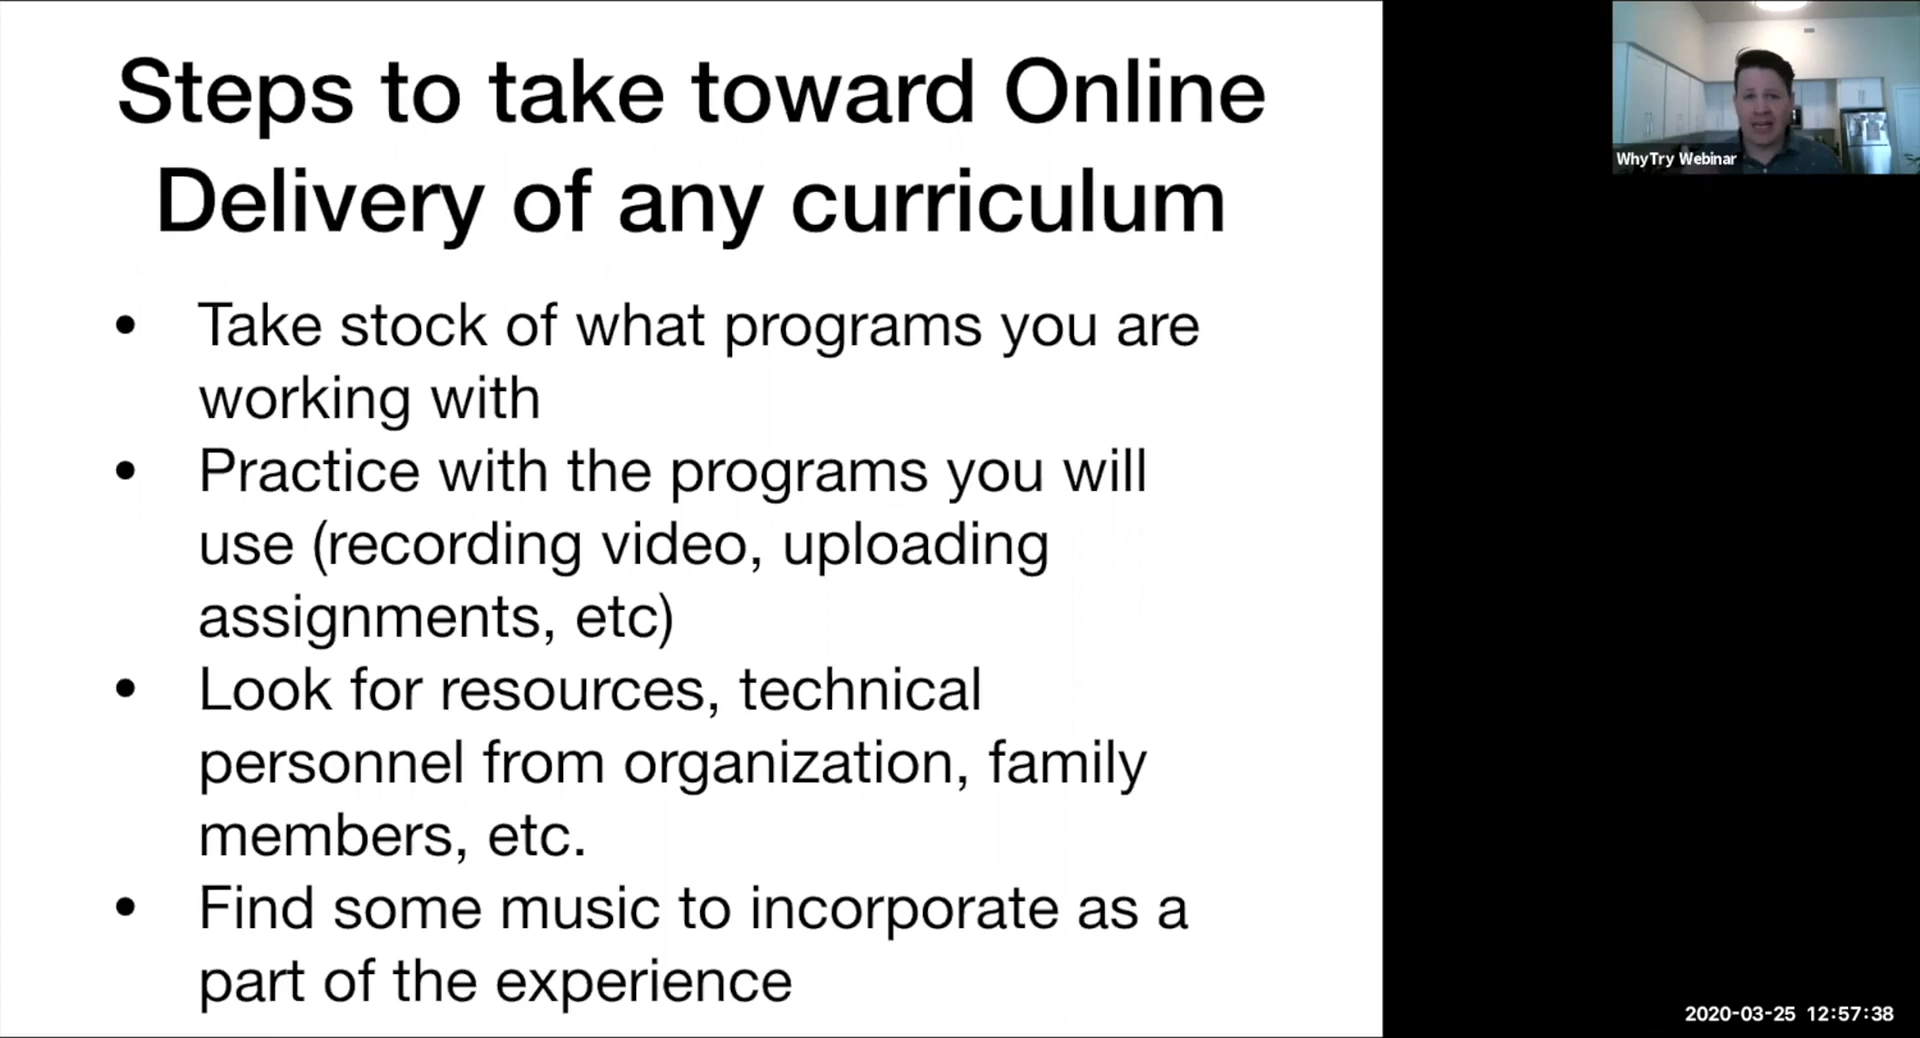 Steps to take toward Online
Delivery of any curriculum
• Take stock of what programs you are
working with
• Practice with the programs you will
use (recording video, uploading
assignments, etc)
• Look for resources, technical
personnel from organization, family
members, etc.
• Find some music to incorporate as a
part of the experience
WhyTry Webinar
2020-03-25 12:57:38